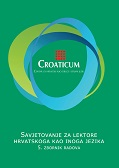 CROATICUM
SAVJETOVANJE ZA LEKTORE
HRVATSKOGA KAO INOGA JEZIKA
5. ZBORNIK RADOVA